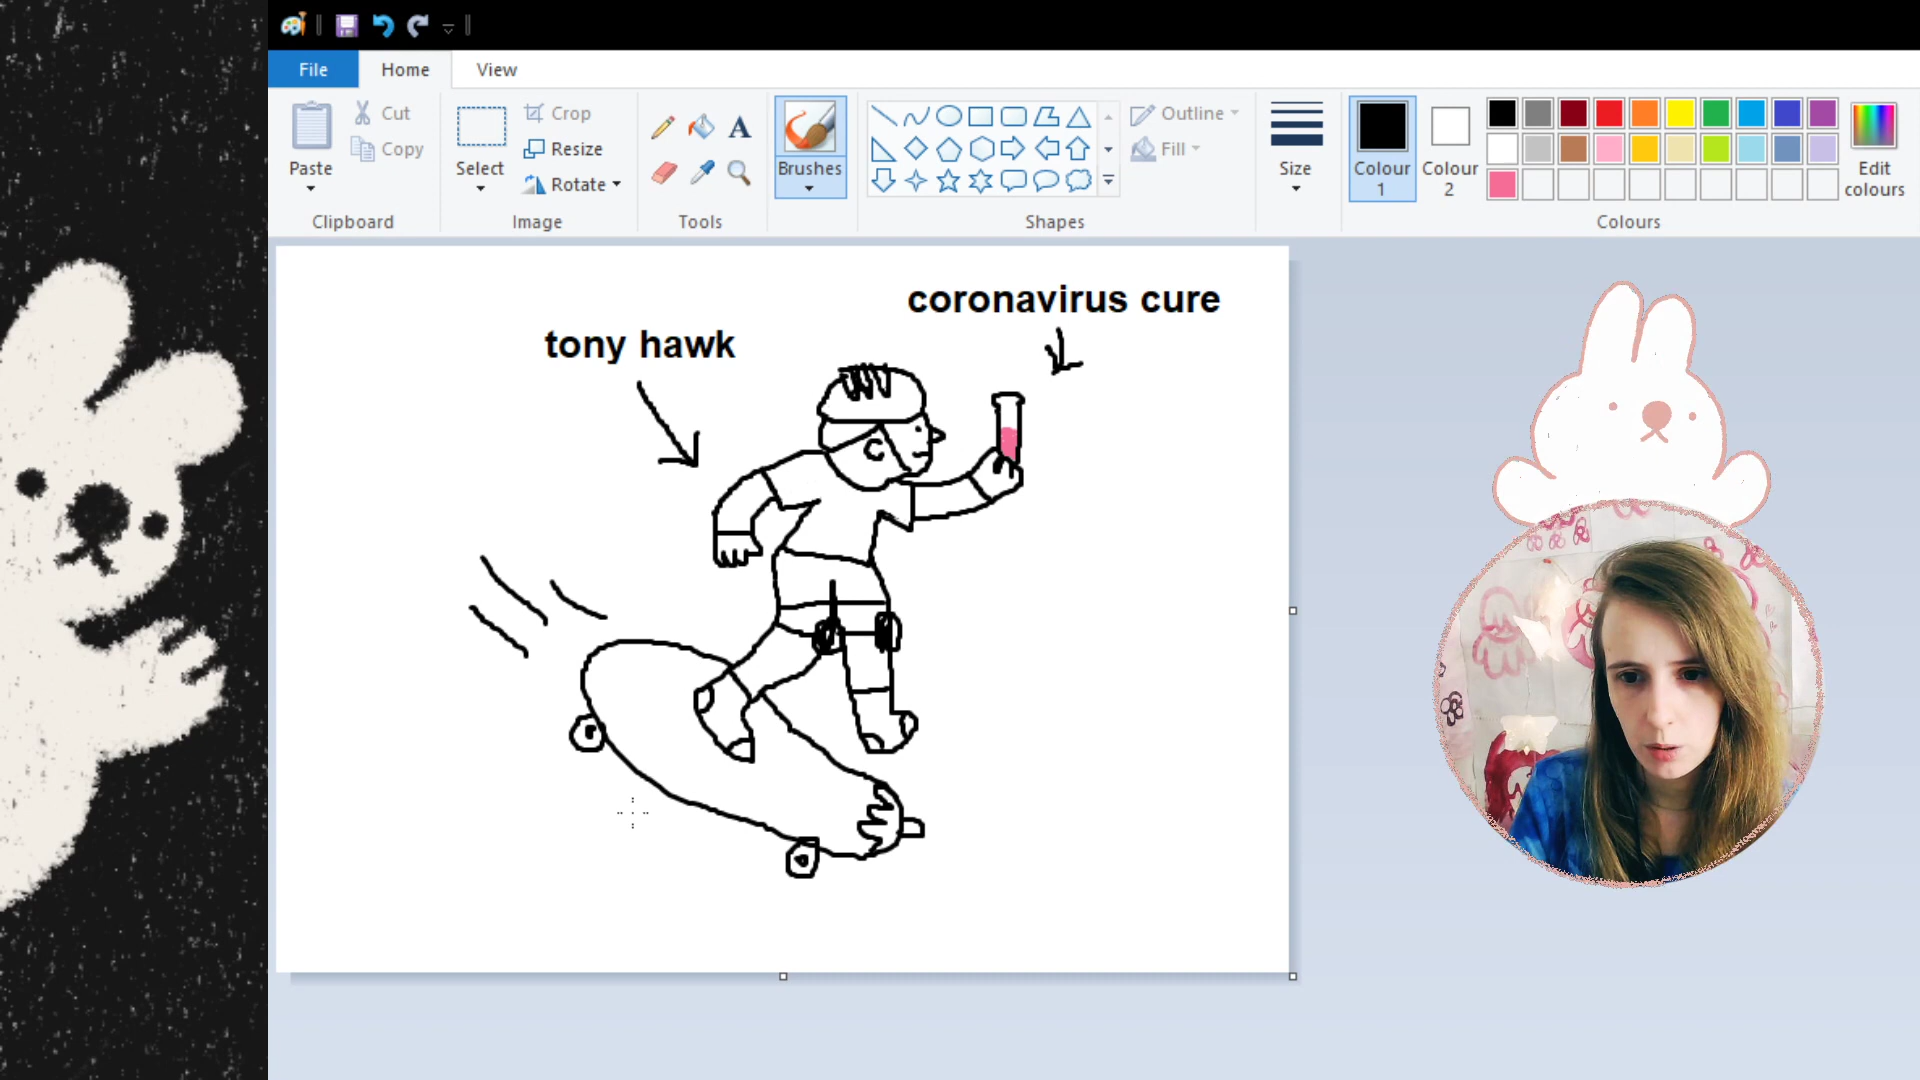 File Home View
Cut
Copy
Paste
Clipboard
Crop
Resize
Rotate
Select
Image
A
Tools
Brushes
Outline
Fill
Shapes
Size
Colour 1
Colour 2
Edit colours
Colours
coronavirus cure
tony hawk